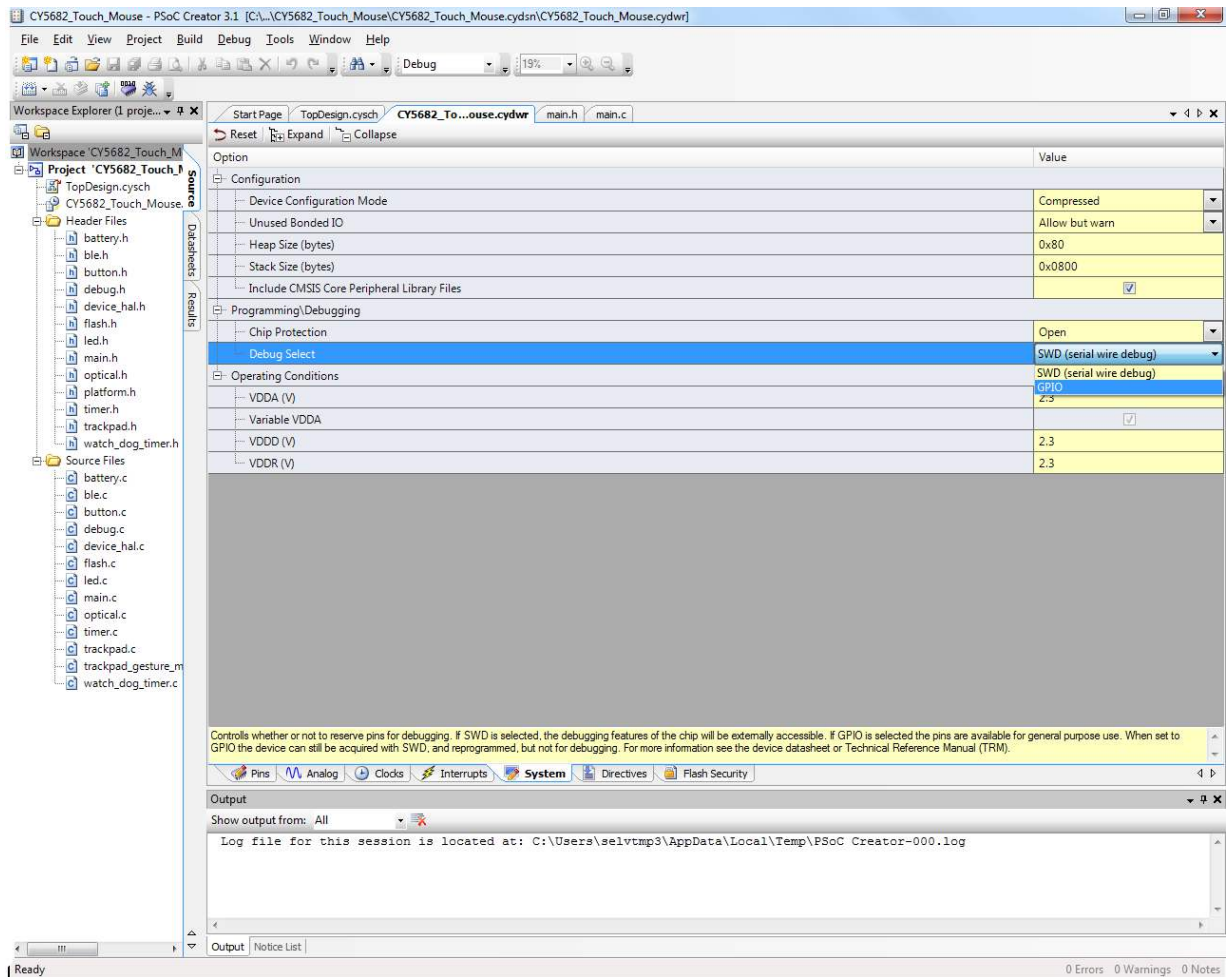 CY5682_Touch_Mouse - PSoC Creator 3.1 [C:\...\CY5682_Touch_Mouse\CY5682_Touch_Mouse.cydsn\CY5682_Touch_Mouse.cydwr]
File Edit View Project Build Debug Tools Window Help
Debug 19%
Workspace Explorer (1 proje...
Start Page TopDesign.cysch CY5682_To...ouse.cydwr main.h main.c
Reset Expand Collapse
Workspace 'CY5682_Touch_M
Project 'CY5682_Touch_M
TopDesign.cysch
CY5682_Touch_Mouse.
Header Files
battery.h
ble.h
button.h
debug.h
device_hal.h
flash.h
led.h
main.h
optical.h
platform.h
timer.h
trackpad.h
watch_dog_timer.h
Source Files
battery.c
ble.c
button.c
debug.c
device_hal.c
flash.c
led.c
main.c
optical.c
timer.c
trackpad.c
trackpad_gesture_m
watch_dog_timer.c
Source
Datasheets
Results
Option Value
Configuration
Device Configuration Mode Compressed
Unused Bonded IO Allow but warn
Heap Size (bytes) 0x80
Stack Size (bytes) 0x0800
Include CMSIS Core Peripheral Library Files
Programming\Debugging
Chip Protection Open
Debug Select SWD (serial wire debug)
SWD (serial wire debug)
GPIO
Operating Conditions
VDDA (V) 2.3
Variable VDDA
VDDD (V) 2.3
VDDR (V) 2.3
Controlls whether or not to reserve pins for debugging. If SWD is selected, the debugging features of the chip will be externally accessible. If GPIO is selected the pins are available for general purpose use. When set to
GPIO the device can still be acquired with SWD, and reprogrammed, but not for debugging. For more information see the device datasheet or Technical Reference Manual (TRM).
Pins Analog Clocks Interrupts System Directives Flash Security
Output
Show output from: All
Log file for this session is located at: C:\Users\selvtmp3\AppData\Local\Temp\PSoC Creator-000.log
Output Notice List
Ready 0 Errors 0 Warnings 0 Notes